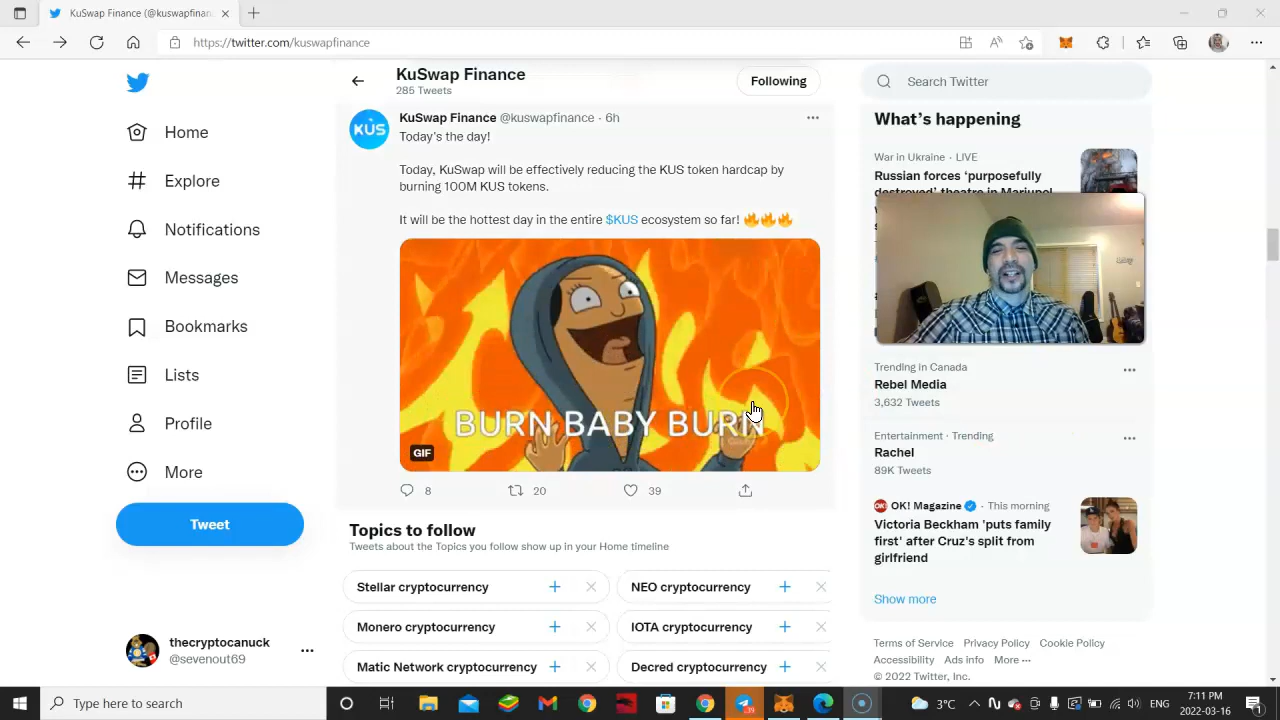 KuSwap Finance (@kuswapfinan
https://twitter.com/kuswapfinance
KuSwap Finance
285 Tweets
Following
Search Twitter
Home
Explore
Notifications
Messages
Bookmarks
Lists
Profile
More
Tweet
thecryptocanuck
@sevenout69
KUS
KuSwap Finance @kuswapfinance · 6h
Today's the day!
Today, KuSwap will be effectively reducing the KUS token hardcap by
burning 100M KUS tokens.
It will be the hottest day in the entire $KUS ecosystem so far! 🔥🔥🔥
BURN BABY BURN
GIF
8
20
39
Topics to follow
Tweets about the Topics you follow show up in your Home timeline
Stellar cryptocurrency
NEO cryptocurrency
Monero cryptocurrency
IOTA cryptocurrency
Matic Network cryptocurrency
Decred cryptocurrency
What's happening
War in Ukraine · LIVE
Russian forces 'purposefully
destroyed' theatre in Mariupol
Trending in Canada
Rebel Media
3,632 Tweets
Entertainment · Trending
Rachel
89K Tweets
OK! OK! Magazine · This morning
Victoria Beckham 'puts family
first' after Cruz's split from
girlfriend
Show more
Terms of Service Privacy Policy Cookie Policy
Accessibility Ads info More ···
© 2022 Twitter, Inc.
Type here to search
39
3°C
ENG
7:11 PM
2022-03-16
1